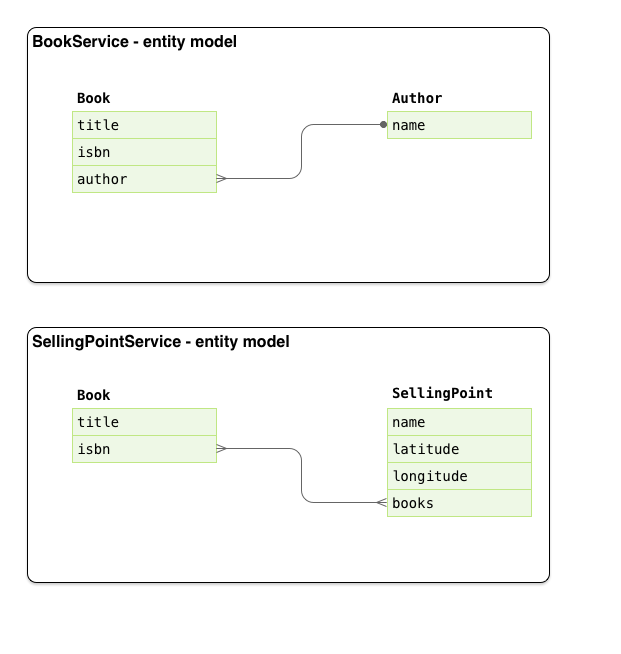 BookService - entity model
Book
title
isbn
author
Author
name
SellingPointService - entity model
Book
title
isbn
SellingPoint
name
latitude
longitude
books